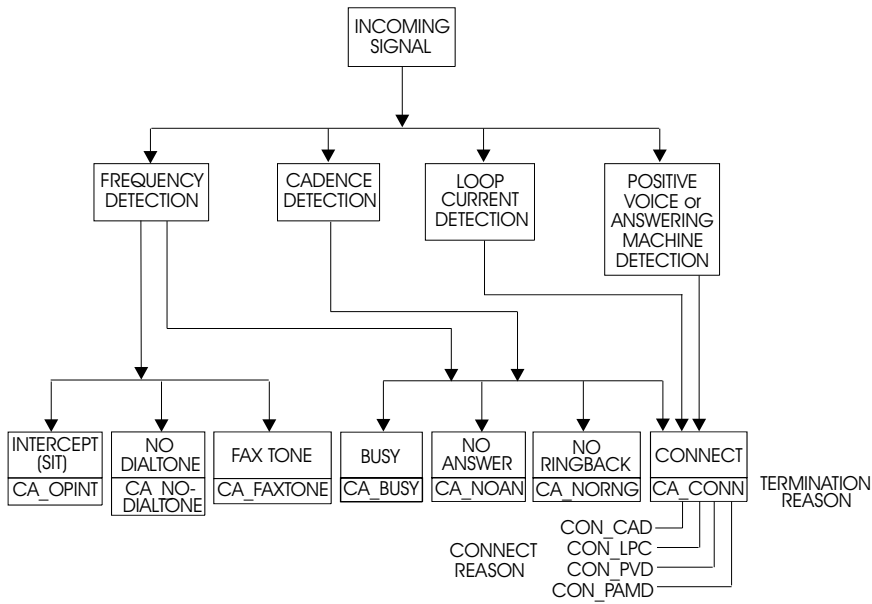 INCOMING
SIGNAL
FREQUENCY
DETECTION
CADENCE
DETECTION
LOOP
CURRENT
DETECTION
POSITIVE
VOICE or
ANSWERING
MACHINE
DETECTION
INTERCEPT
(SIT)
CA_OPINT
NO
DIALTONE
CA_NO-
DIALTONE
FAX TONE
CA_FAXTONE
BUSY
CA_BUSY
NO
ANSWER
CA_NOAN
NO
RINGBACK
CA_NORNG
CONNECT
CA_CONN
TERMINATION
REASON
CONNECT
REASON
CON_CAD
CON_LPC
CON_PVD
CON_PAMD